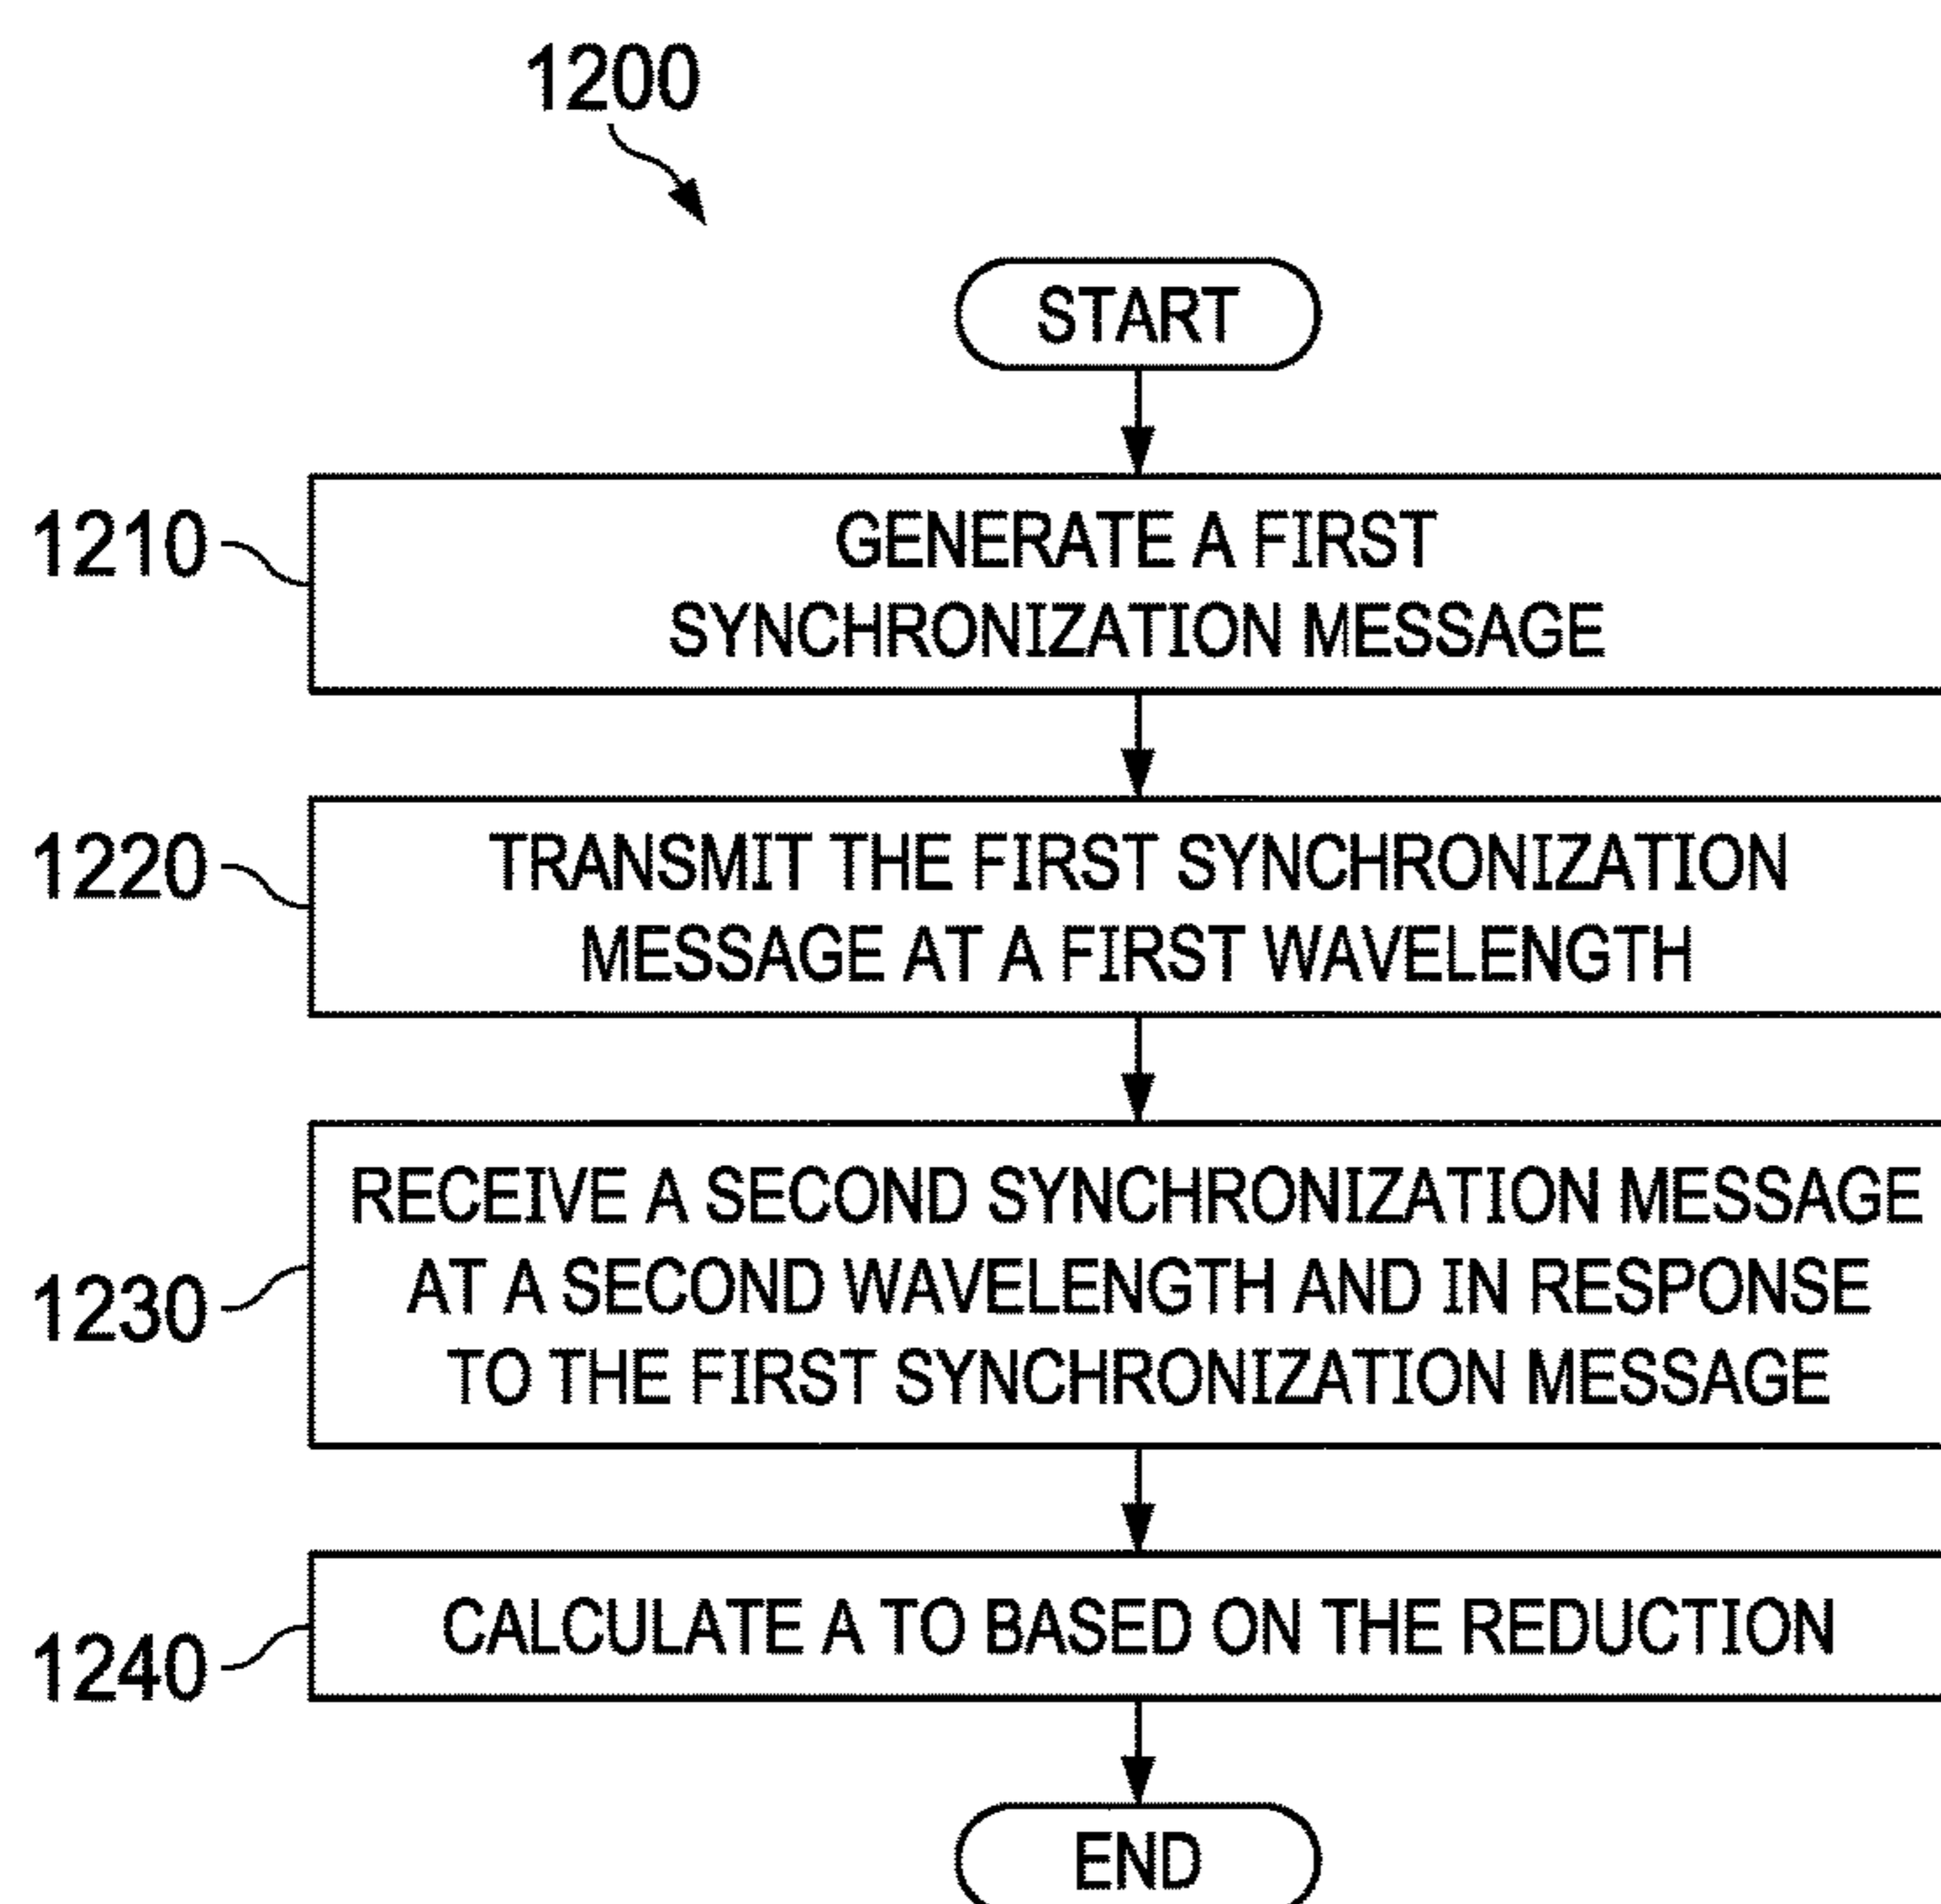 1200
START
1210
GENERATE A FIRST
SYNCHRONIZATION MESSAGE
1220
TRANSMIT THE FIRST SYNCHRONIZATION
MESSAGE AT A FIRST WAVELENGTH
1230
RECEIVE A SECOND SYNCHRONIZATION MESSAGE
AT A SECOND WAVELENGTH AND IN RESPONSE
TO THE FIRST SYNCHRONIZATION MESSAGE
1240
CALCULATE A TO BASED ON THE REDUCTION
END